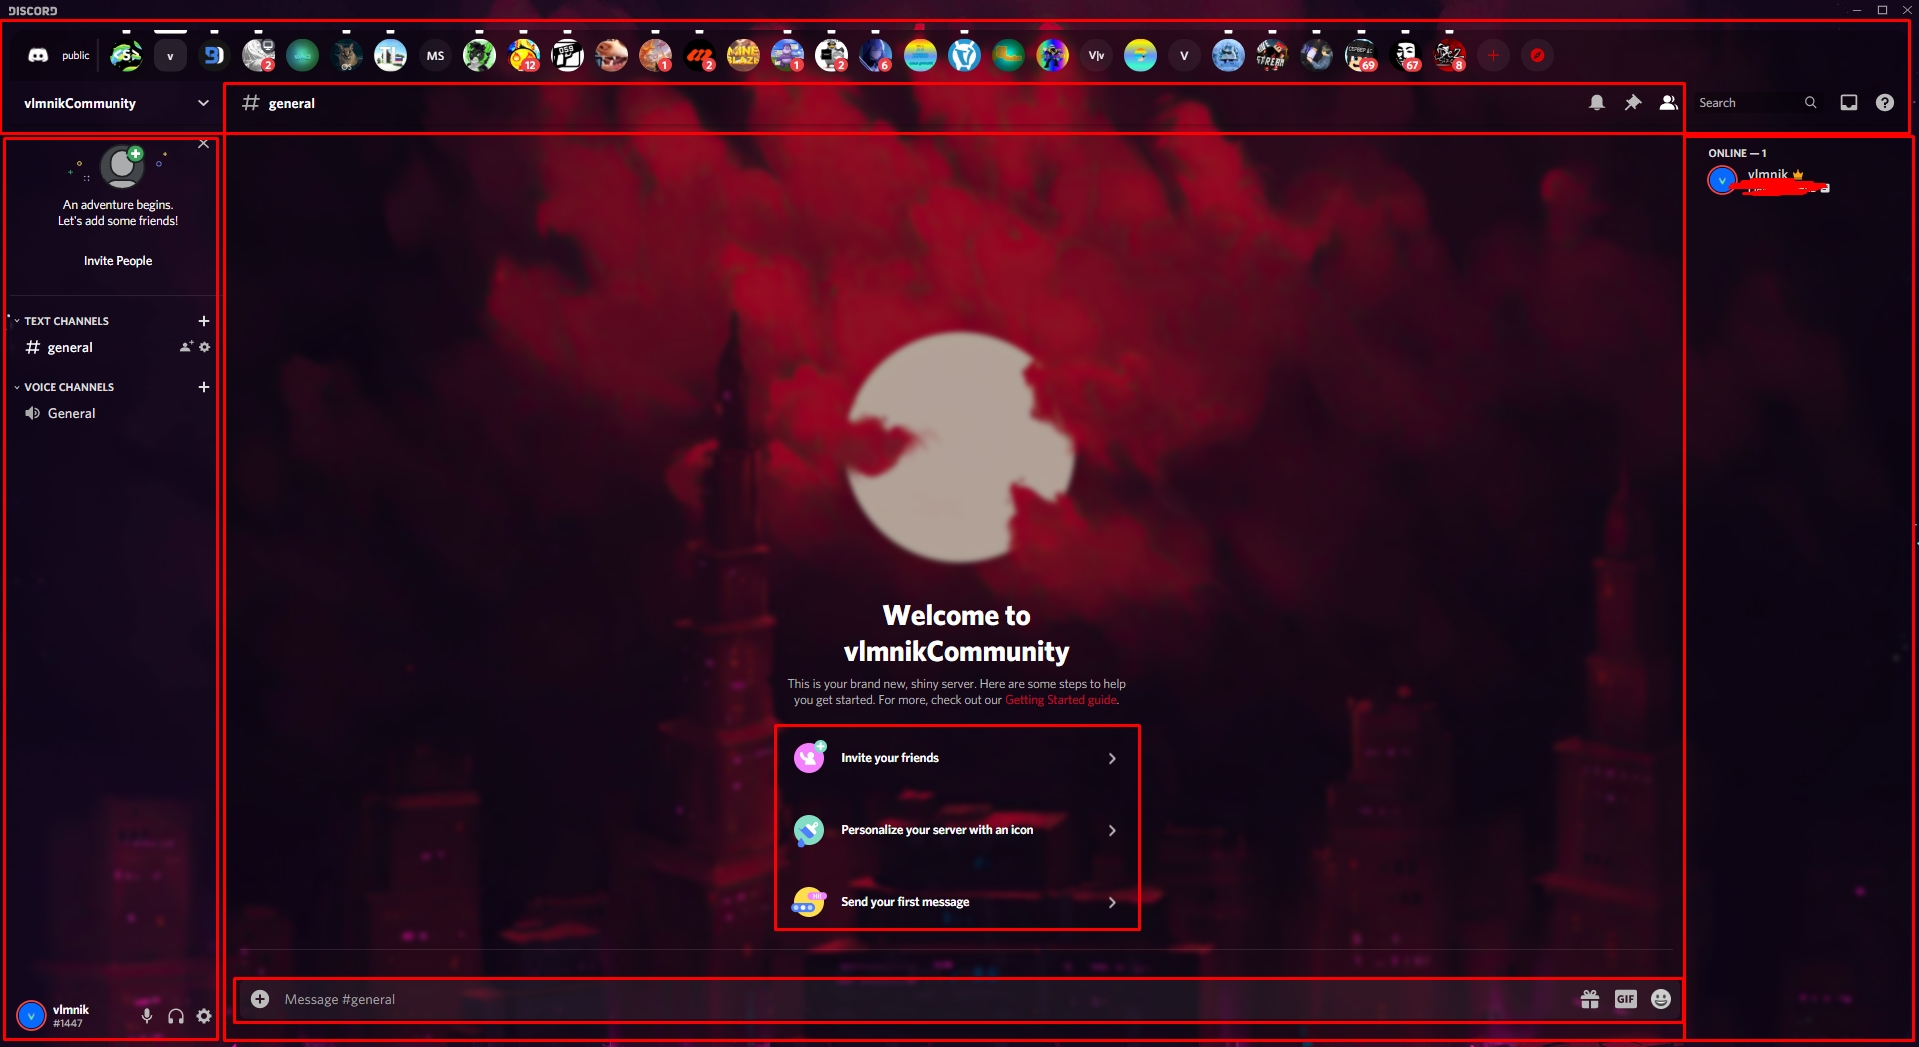 DISCORD
public
v
2
MS
12
DS9
1
2
MINE
BLAZE
1
2
6
V|v
V
STREAM
69
67
8
vlmnikCommunity
general
Search
An adventure begins.
Let's add some friends!
Invite People
TEXT CHANNELS
general
VOICE CHANNELS
General
ONLINE — 1
vlmnik
Welcome to
vlmnikCommunity
This is your brand new, shiny server. Here are some steps to help
you get started. For more, check out our Getting Started guide.
Invite your friends
Personalize your server with an icon
Send your first message
Message #general
GIF
vlmnik
#1447